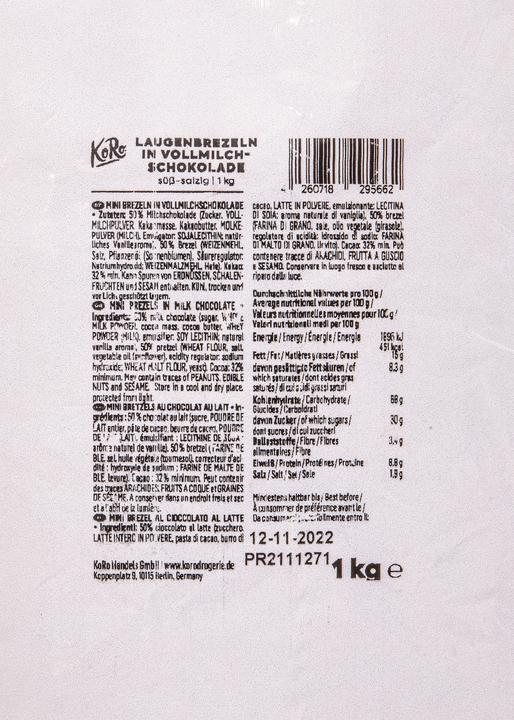 KoRo
LAUGENBREZELN
IN VOLLMILCH-
SCHOKOLADE
süß-salzig | 1 kg
260718 295662
MINI BREZELN IN VOLLMILCHSCHOKOLADE
• Zutaten: 50% Milchschokolade (Zucker, VOLL-
MILCHPULVER, Kakaomasse, Kakaobutter, MOLKE-
PULVER (MILCH), Emulgator: SOJALECITHIN; natür-
liches Vanillearoma), 50% Brezel (WEIZENMEHL,
Salz, Pflanzenöl (Sonnenblumen), Säureregulator:
Natriumhydroxid; WEIZENMALZMEHL, Hefe). Kakao:
32% min. Kann Spuren von ERDNÜSSEN, SCHALEN-
FRÜCHTEN und SESAM enthalten. Kühl, trocken und
vor Licht geschützt lagern.
MINI PREZELS IN MILK CHOCOLATE •
Ingredients: 50% milk chocolate (sugar, WHOLE
MILK POWDER, cocoa mass, cocoa butter, WHEY
POWDER (MILK), emulsifier: SOY LECITHIN; natural
vanilla aroma), 50% pretzel (WHEAT FLOUR, salt,
vegetable oil (sunflower), acidity regulator: sodium
hydroxide; WHEAT MALT FLOUR, yeast). Cocoa: 32%
minimum. May contain traces of PEANUTS, EDIBLE
NUTS and SESAME. Store in a cool and dry place,
protected from light.
MINI BRETZELS AU CHOCOLAT AU LAIT • In-
grédients: 50% chocolat au lait (sucre, POUDRE DE
LAIT entier, pâte de cacao, beurre de cacao, POUDRE
DE LAIT), émulsifiant: LECITHINE DE SOJA;
arôme naturel de vanille), 50% bretzel (FARINE DE
BLE, sel, huile végétale (tournesol), correcteur d'aci-
dité: hydroxyde de sodium; FARINE DE MALTE DE
BLE, levure). Cacao: 32% minimum. Peut contenir
des traces ARACHIDES, FRUITS A COQUE et GRAINES
DE SESAME. A conserver dans un endroit frais et sec
et a l'abri de la lumière.
MINI BREZEL AL CIOCCOLATO AL LATTE
• Ingredienti: 50% cioccolato al latte (zucchero,
LATTE INTERO IN POLVERE, pasta di cacao, burro di
cacao, LATTE IN POLVERE, emulsionante: LECITINA
DI SOIA; aroma naturale di vaniglia), 50% brezel
(FARINA DI GRANO, sale, olio vegetale (girasole),
regolatore di acidità: idrossido di sodio; FARINA
DI MALTO DI GRANO, lievito). Cacao: 32% min. Può
contenere tracce di ARACHIDI, FRUTTA A GUSCIO
e SESAMO. Conservare in luogo fresco e asciutto al
riparo dalla luce.
Durchschnittliche Nährwerte pro 100g /
Average nutritional values per 100g /
Valeurs nutritionnelles moyennes pour 100g /
Valori nutrizionali medi per 100g
Energie / Energy / Énergie / Energie 1896 kJ
451 kcal
Fett / Fat / Matières grasses / Grassi 15 g
davon gesättigte Fettsäuren / of 8,3 g
which saturates / dont acides gras
saturés / di cui acidi grassi saturi
Kohlenhydrate / Carbohydrate / 68 g
Glucides / Carboidrati
davon Zucker / of which sugars / 30 g
dont sucres / di cui zuccheri
Ballaststoffe / Fibre / Fibres
alimentaires / Fibre
Eiweiß / Protein / Protéines / Proteine 8,8 g
Salz / Salt / Sel / Sale 1,9 g
Mindestens haltbar bis / Best before /
À consommer de préférence avant le /
Da consumarsi preferibilmente entro il:
12-11-2022
PR2111271
KoRo Handels GmbH | www.korodrogerie.de
Koppenplatz 9, 10115 Berlin, Germany
1 kg e